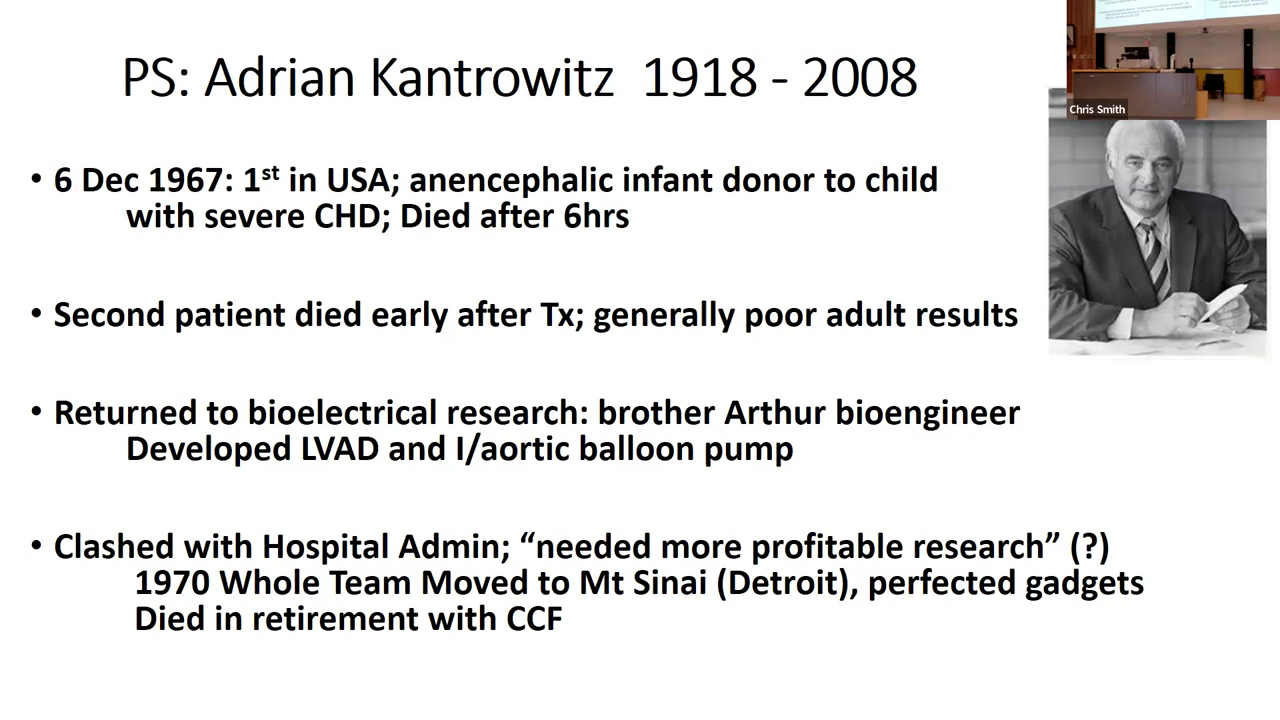 PS: Adrian Kantrowitz 1918 - 2008
Chris Smith
• 6 Dec 1967: 1st in USA; anencephalic infant donor to child
with severe CHD; Died after 6hrs
• Second patient died early after Tx; generally poor adult results
• Returned to bioelectrical research: brother Arthur bioengineer
Developed LVAD and I/aortic balloon pump
• Clashed with Hospital Admin; “needed more profitable research” (?)
1970 Whole Team Moved to Mt Sinai (Detroit), perfected gadgets
Died in retirement with CCF